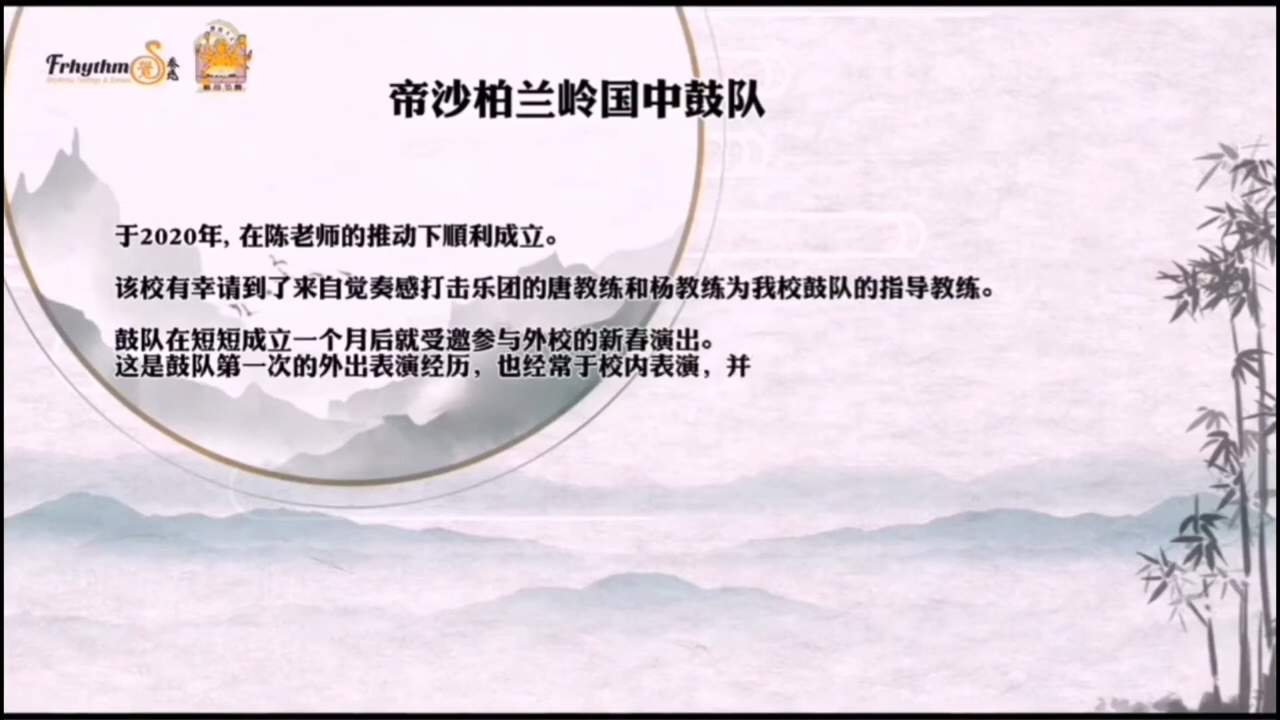 Frhythm
奏感
帝沙柏兰岭国中鼓队
于2020年, 在陈老师的推动下順利成立。
该校有幸请到了来自觉奏感打击乐团的唐教练和杨教练为我校鼓队的指导教练。
鼓队在短短成立一个月后就受邀参与外校的新春演出。
这是鼓队第一次的外出表演经历，也经常于校内表演，并